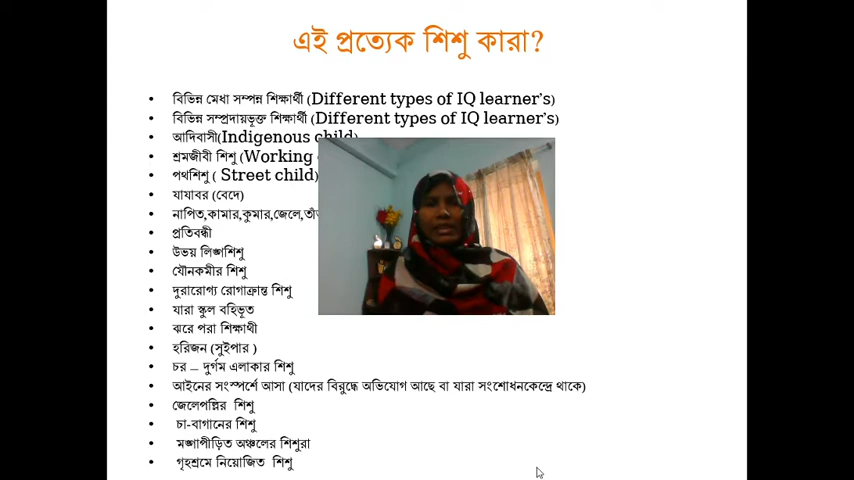 এই প্রত্যেক শিশু কারা?
• বিভিন্ন মেধা সম্পন্ন শিক্ষার্থী (Different types of IQ learner's)
• বিভিন্ন সম্প্রদায়ভূক্ত শিক্ষার্থী (Different types of IQ learner's)
• আদিবাসী(Indigenous child)
• শ্রমজীবী শিশু (Working
• পথশিশু ( Street child)
• যাযাবর (বেদে)
• নাপিত,কামার,কুমার,জেলে,
• প্রতিবন্ধী
• উভয় লিঙ্গশিশু
• যৌনকমীর শিশু
• দুরারোগ্য রোগাক্রান্ত শিশু
• যারা স্কুল বহিভূত
• ঝরে পরা শিক্ষাথী
• হরিজন (সুইপার )
• চর – দুর্গম এলাকার শিশু
• আইনের সংস্পর্শে আসা (যাদের বিরুদ্ধে অভিযোগ আছে বা যারা সংশোধনকেন্দ্রে থাকে)
• জেলেপল্লির শিশু
• চা-বাগানের শিশু
• মঙ্গাপীড়িত অঞ্চলের শিশুরা
• গৃহশ্রমে নিয়োজিত শিশু